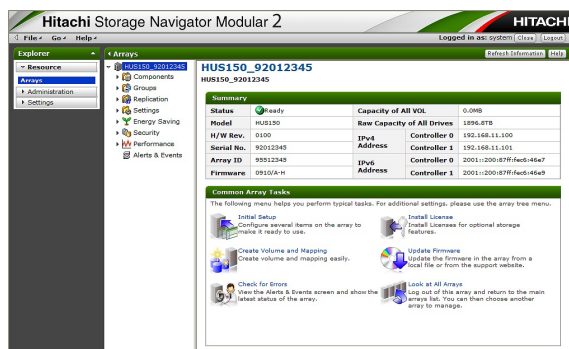 Hitachi Storage Navigator Modular 2
HITACHI
File Go Help
Logged in as: system Close Logout
Explorer
Arrays
Refresh Information Help
Resource
Arrays
Administration
Settings
HUS150_92012345
Components
Groups
Replication
Settings
Energy Saving
Security
Performance
Alerts & Events
HUS150_92012345
HUS150_92012345
Summary
Status Ready Capacity of All VOL 0.0MB
Model HUS150 Raw Capacity of All Drives 1896.8TB
H/W Rev. 0100 IPv4 Address Controller 0 192.168.11.100
Serial No. 92012345 Controller 1 192.168.11.101
Array ID 93512345 IPv6 Address Controller 0 2001::200:87ff:fec6:46e7
Firmware 0910/A-H Controller 1 2001::200:87ff:fec6:46e9
Common Array Tasks
The following menu helps you perform typical tasks. For additional settings, please use the array tree menu.
Initial Setup
Configure several items on the array to
make it ready to use.
Install License
Install Licenses for optional storage
features.
Create Volume and Mapping
Create volume and mapping easily.
Update Firmware
Update the firmware in the array from a
local file or from the support website.
Check for Errors
View the Alerts & Events screen and show the
latest status of the array.
Look at All Arrays
Log out of this array and return to the main
arrays list. You can then choose another
array to manage.